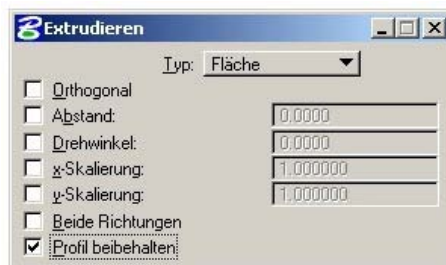 Extrudieren
Typ: Fläche
Orthogonal
Abstand: 0.0000
Drehwinkel: 0.0000
x-Skalierung: 1.000000
y-Skalierung: 1.000000
Beide Richtungen
Profil beibehalten